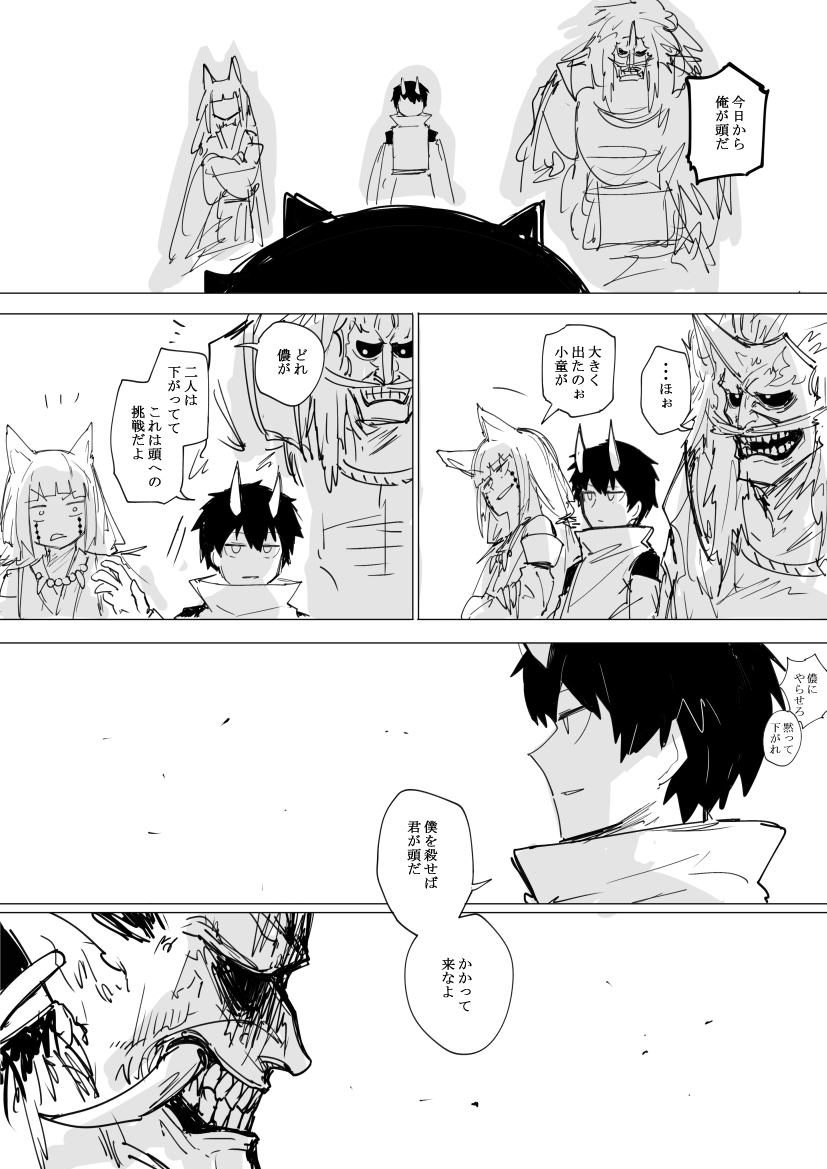 今日から
俺が頭だ
・・・ほぉ
大きく
出たのぉ
小童が
どれ
儂が
二人は
下がってて
これは頭への
挑戦だよ
儂に
やらせろ
黙って
下がれ
僕を殺せば
君が頭だ
かかって
来なよ